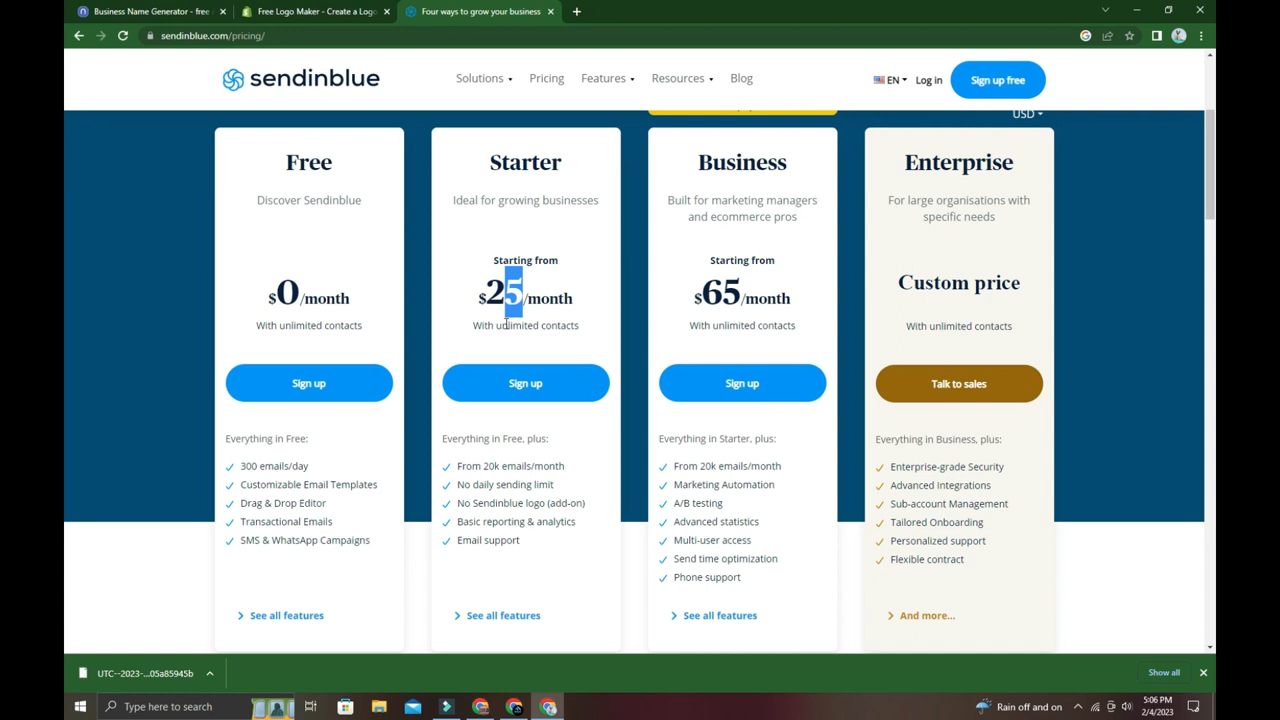 Business Name Generator - free
Free Logo Maker - Create a Logo
Four ways to grow your business
sendinblue.com/pricing/
sendinblue
Solutions
Pricing
Features
Resources
Blog
EN
Log in
Sign up free
USD
Free
Discover Sendinblue
$0/month
With unlimited contacts
Sign up
Everything in Free:
300 emails/day
Customizable Email Templates
Drag & Drop Editor
Transactional Emails
SMS & WhatsApp Campaigns
See all features
Starter
Ideal for growing businesses
Starting from
$25/month
With unlimited contacts
Sign up
Everything in Free, plus:
From 20k emails/month
No daily sending limit
No Sendinblue logo (add-on)
Basic reporting & analytics
Email support
See all features
Business
Built for marketing managers
and ecommerce pros
Starting from
$65/month
With unlimited contacts
Sign up
Everything in Starter, plus:
From 20k emails/month
Marketing Automation
A/B testing
Advanced statistics
Multi-user access
Send time optimization
Phone support
See all features
Enterprise
For large organisations with
specific needs
Custom price
With unlimited contacts
Talk to sales
Everything in Business, plus:
Enterprise-grade Security
Advanced Integrations
Sub-account Management
Tailored Onboarding
Personalized support
Flexible contract
And more...
UTC--2023-...05a85945b
Show all
Type here to search
Rain off and on
5:06 PM
2/4/2023